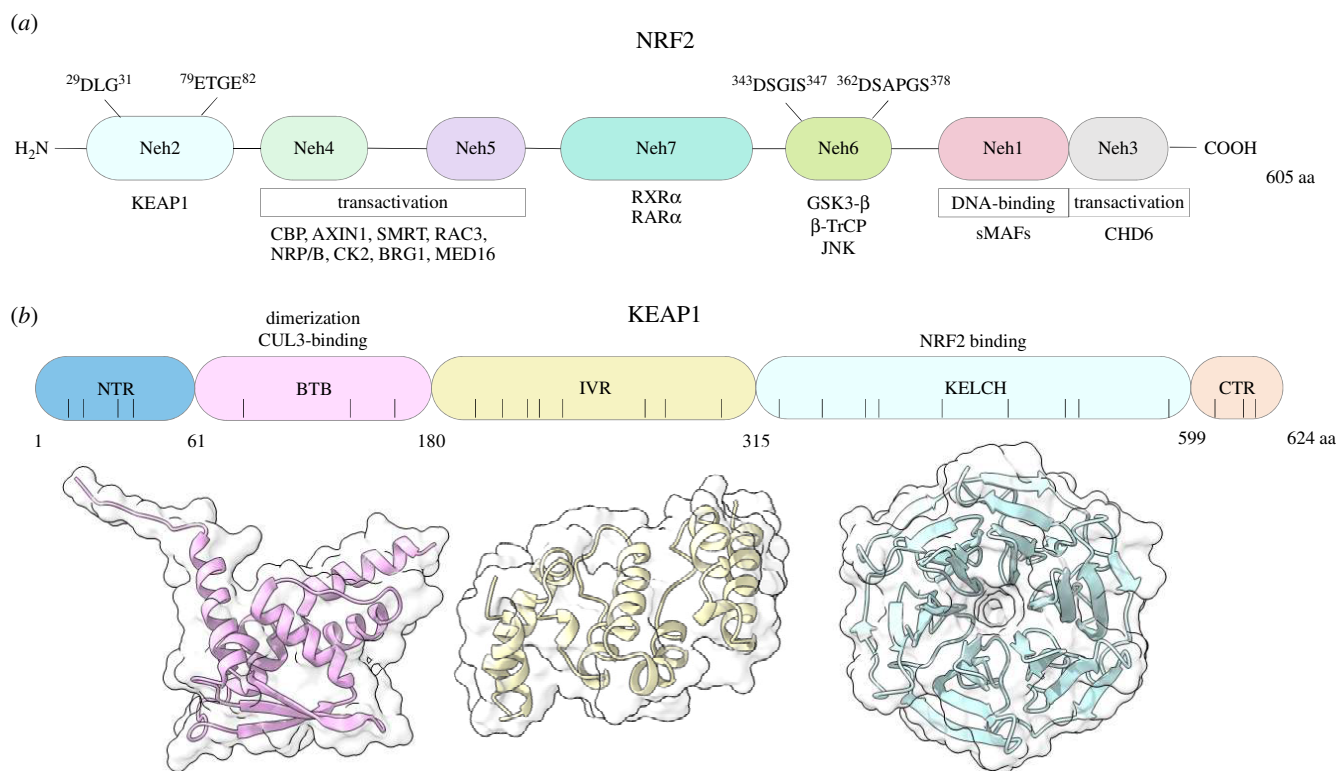 (a)
NRF2
²⁹DLG³¹ ⁷⁹ETGE⁸² ³⁴³DSGIS³⁴⁷ ³⁶²DSAPGS³⁷⁸
H₂N Neh2 Neh4 Neh5 Neh7 Neh6 Neh1 Neh3 COOH
605 aa
KEAP1 transactivation RXRα GSK3-β DNA-binding transactivation
RARα β-TrCP sMAFs CHD6
CBP, AXIN1, SMRT, RAC3, JNK
NRP/B, CK2, BRG1, MED16
(b)
KEAP1
dimerization
CUL3-binding NRF2 binding
NTR BTB IVR KELCH CTR
1 61 180 315 599 624 aa